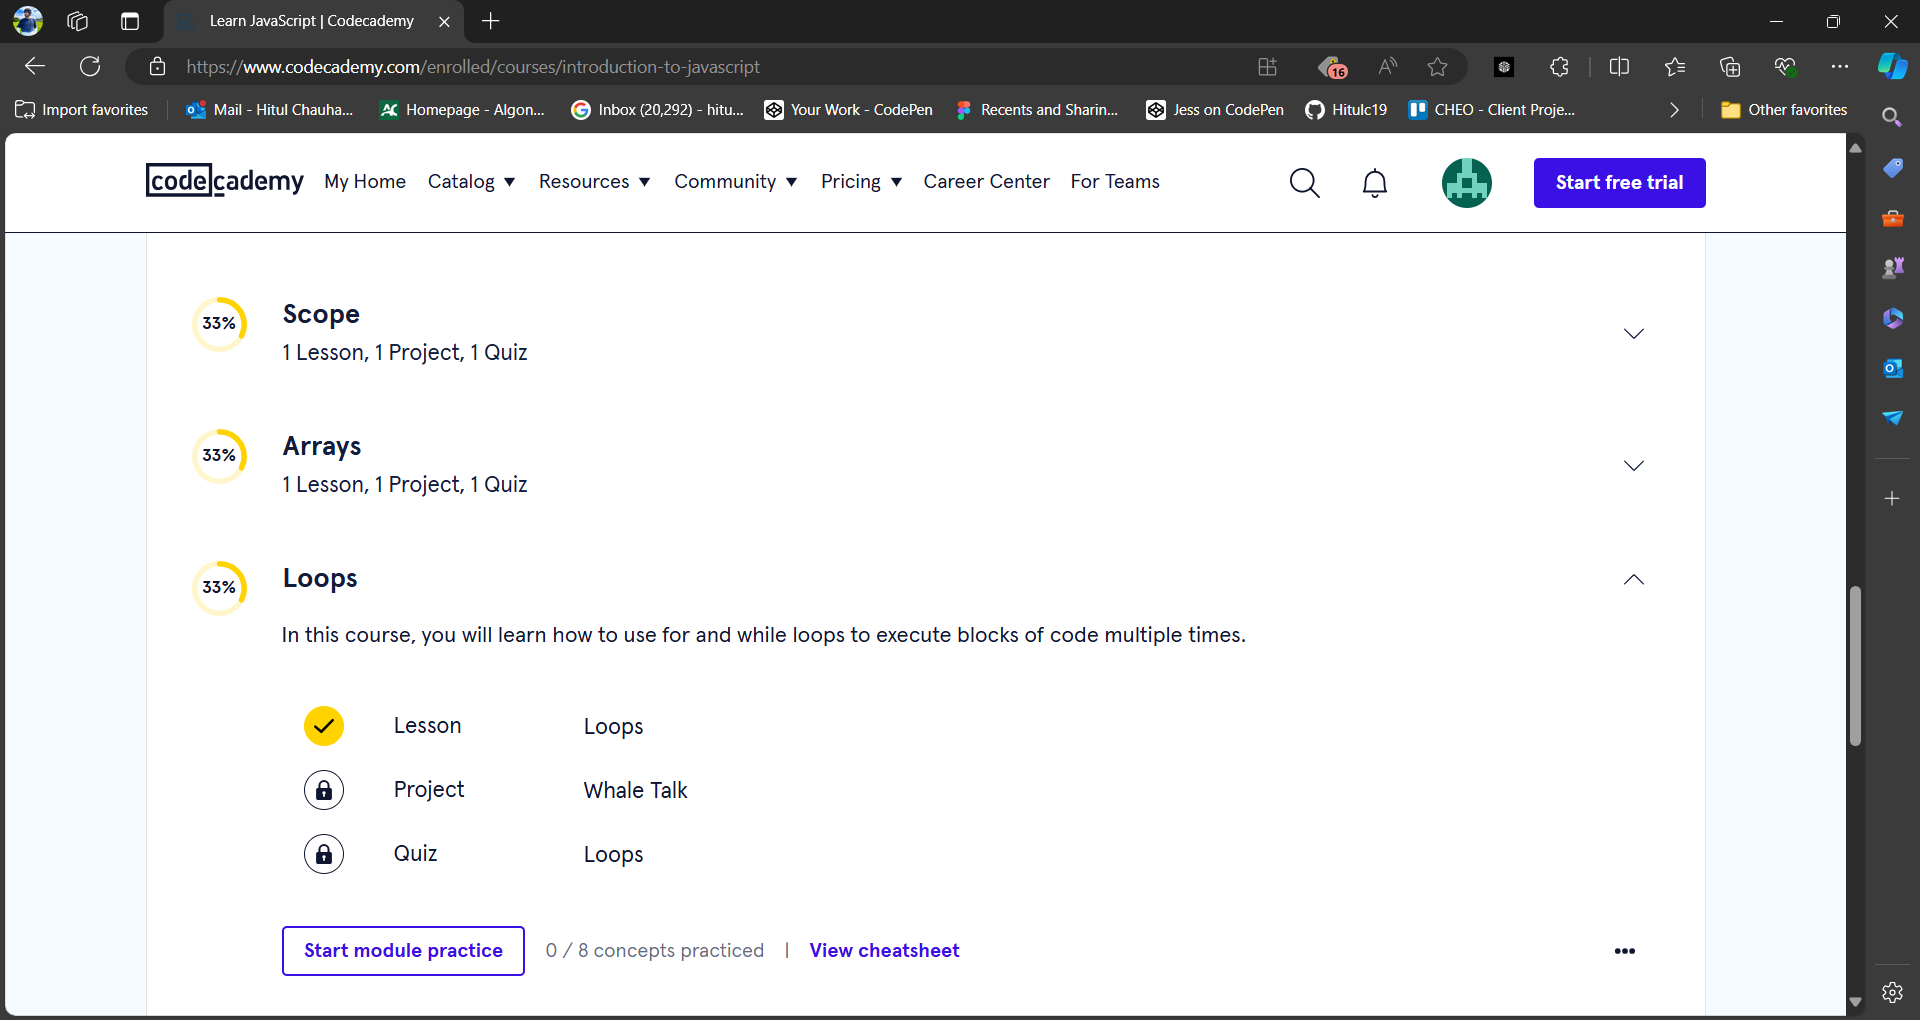 Learn JavaScript | Codecademy
https://www.codecademy.com/enrolled/courses/introduction-to-javascript
16
Import favorites
Mail - Hitul Chauha...
Homepage - Algon...
Inbox (20,292) - hitu...
Your Work - CodePen
Recents and Sharin...
Jess on CodePen
Hitulc19
CHEO - Client Proje...
Other favorites
codecademy
My Home
Catalog
Resources
Community
Pricing
Career Center
For Teams
Start free trial
33%
Scope
1 Lesson, 1 Project, 1 Quiz
33%
Arrays
1 Lesson, 1 Project, 1 Quiz
33%
Loops
In this course, you will learn how to use for and while loops to execute blocks of code multiple times.
Lesson Loops
Project Whale Talk
Quiz Loops
Start module practice
0 / 8 concepts practiced | View cheatsheet